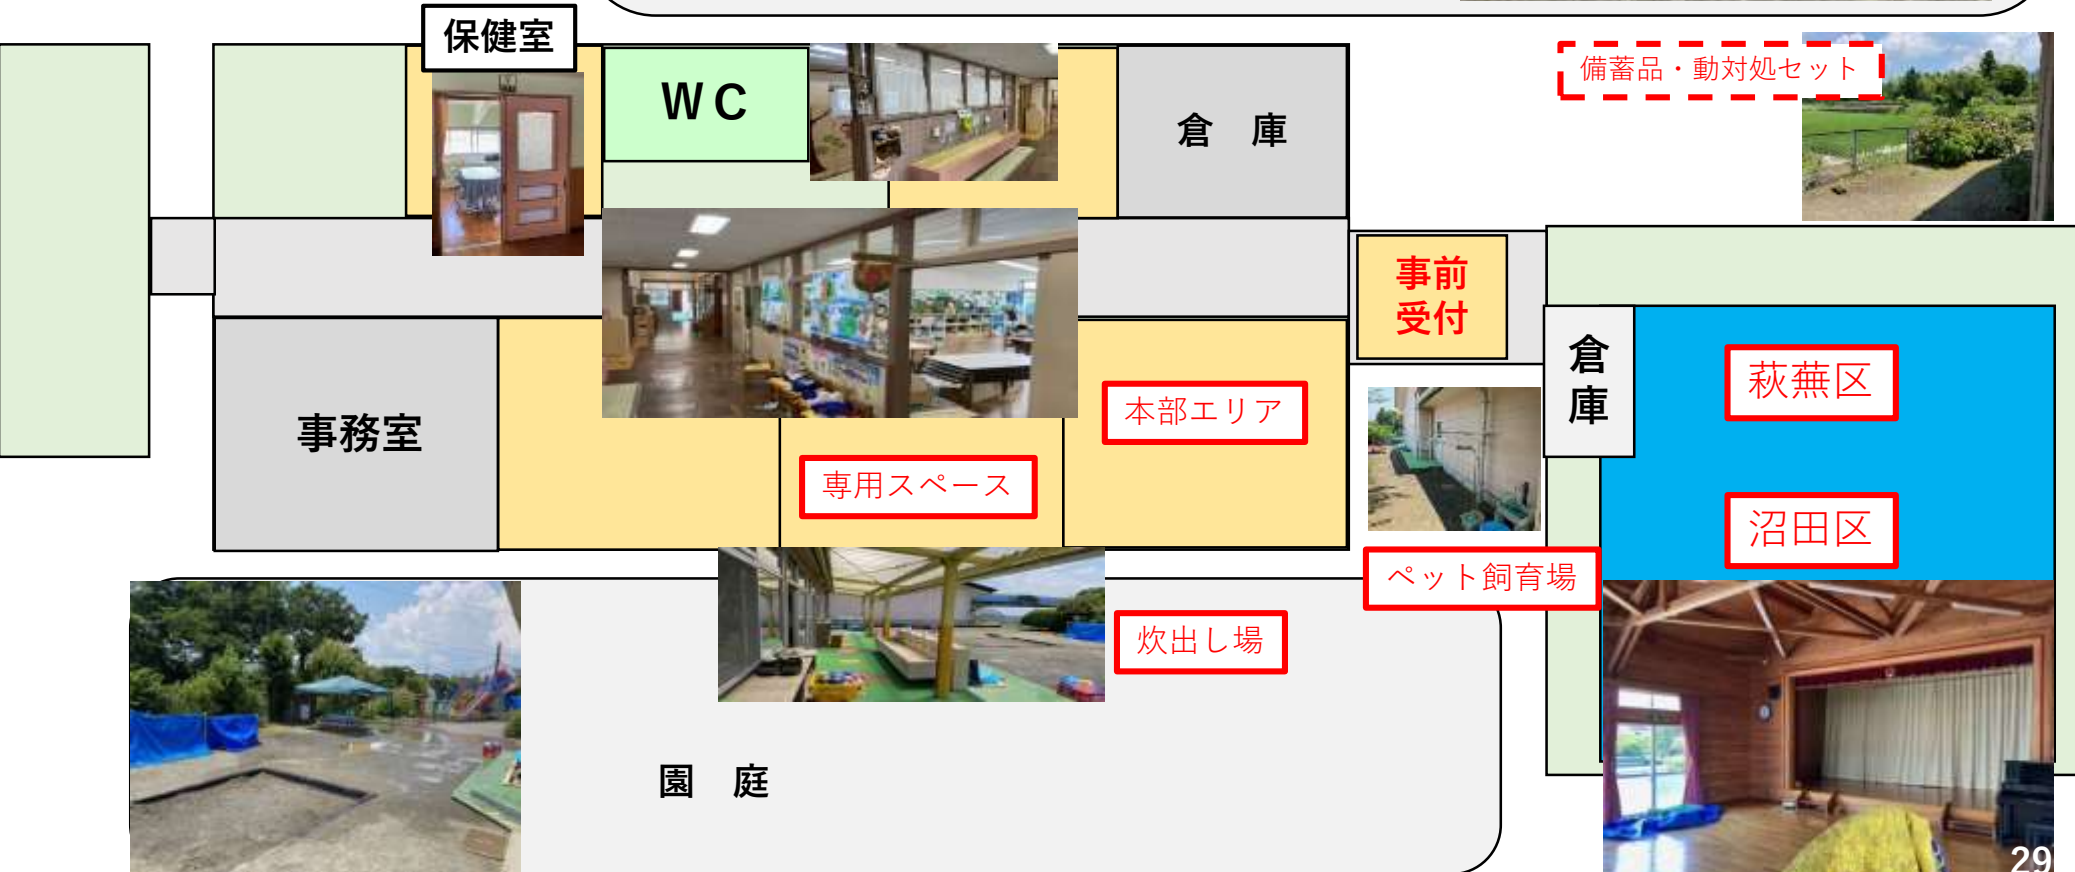 保健室
WC
倉 庫
備蓄品・動対処セット
事前
受付
倉
庫
萩蕪区
本部エリア
事務室
専用スペース
沼田区
ペット飼育場
炊出し場
園 庭
29